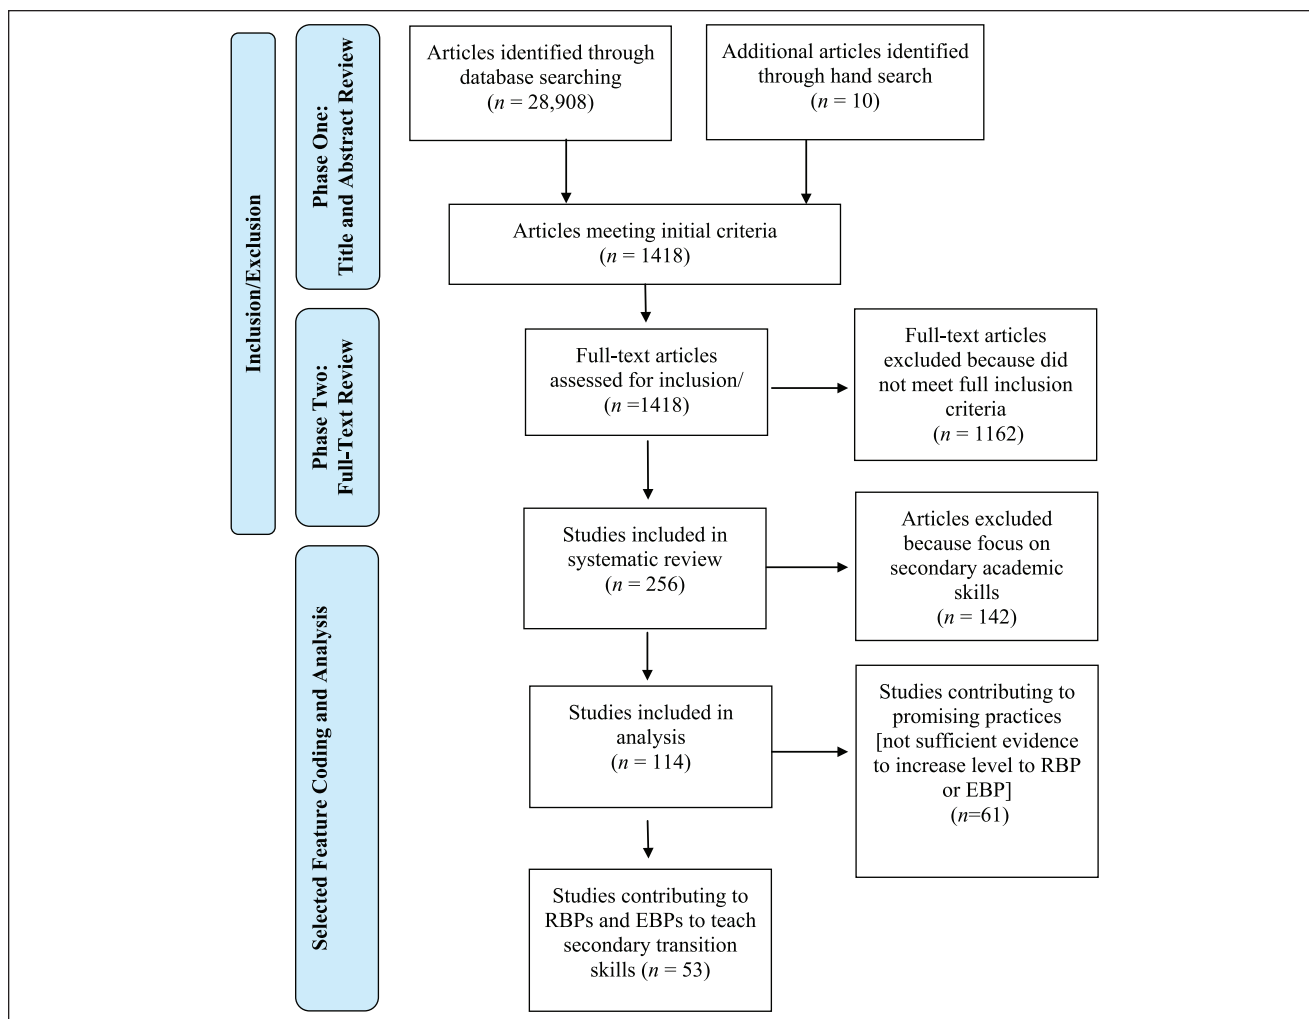 Inclusion/Exclusion
Phase One:
Title and Abstract Review
Articles identified through
database searching
(n = 28,908)
Additional articles identified
through hand search
(n = 10)
Articles meeting initial criteria
(n = 1418)
Phase Two:
Full-Text Review
Full-text articles
assessed for inclusion/
(n =1418)
Full-text articles
excluded because did
not meet full inclusion
criteria
(n = 1162)
Selected Feature Coding and Analysis
Studies included in
systematic review
(n = 256)
Articles excluded
because focus on
secondary academic
skills
(n = 142)
Studies included in
analysis
(n = 114)
Studies contributing to
promising practices
[not sufficient evidence
to increase level to RBP
or EBP]
(n=61)
Studies contributing to
RBPs and EBPs to teach
secondary transition
skills (n = 53)